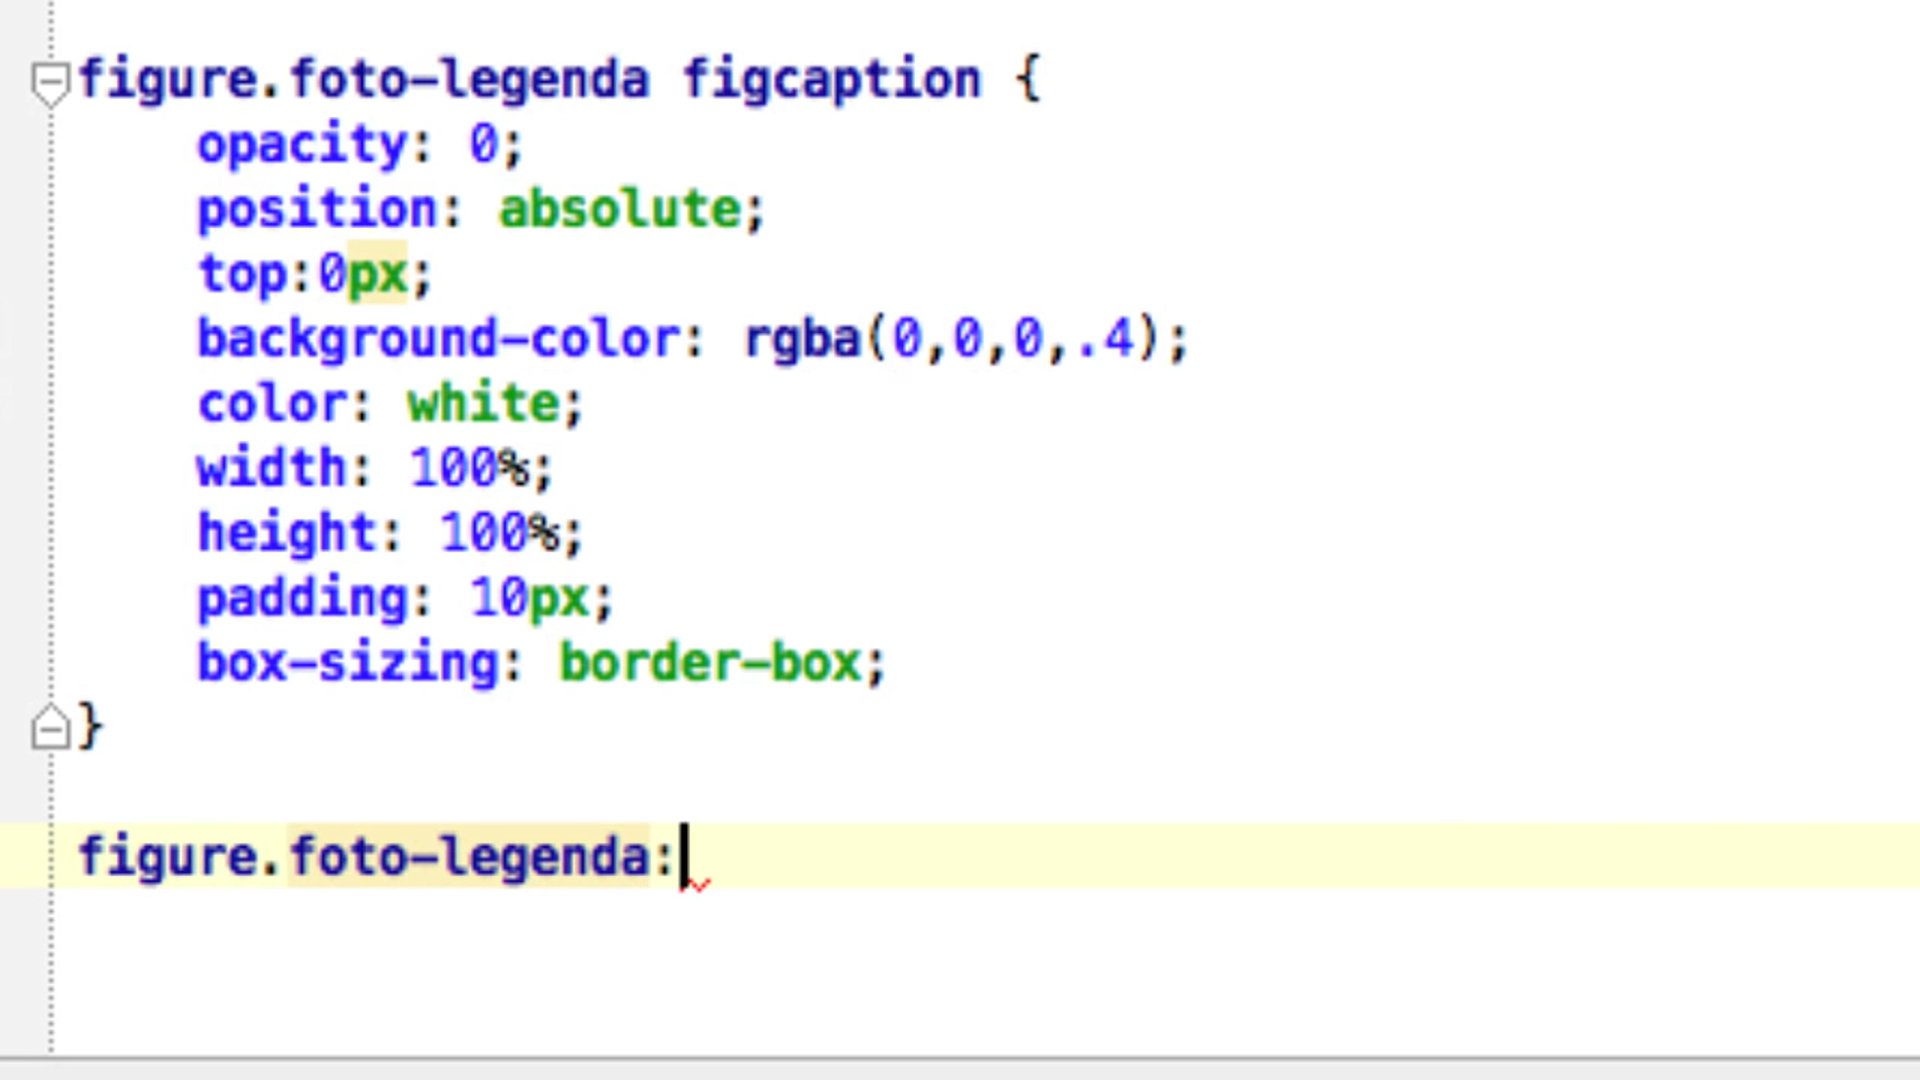 figure.foto-legenda figcaption {
opacity: 0;
position: absolute;
top:0px;
background-color: rgba(0,0,0,.4);
color: white;
width: 100%;
height: 100%;
padding: 10px;
box-sizing: border-box;
}
figure.foto-legenda: